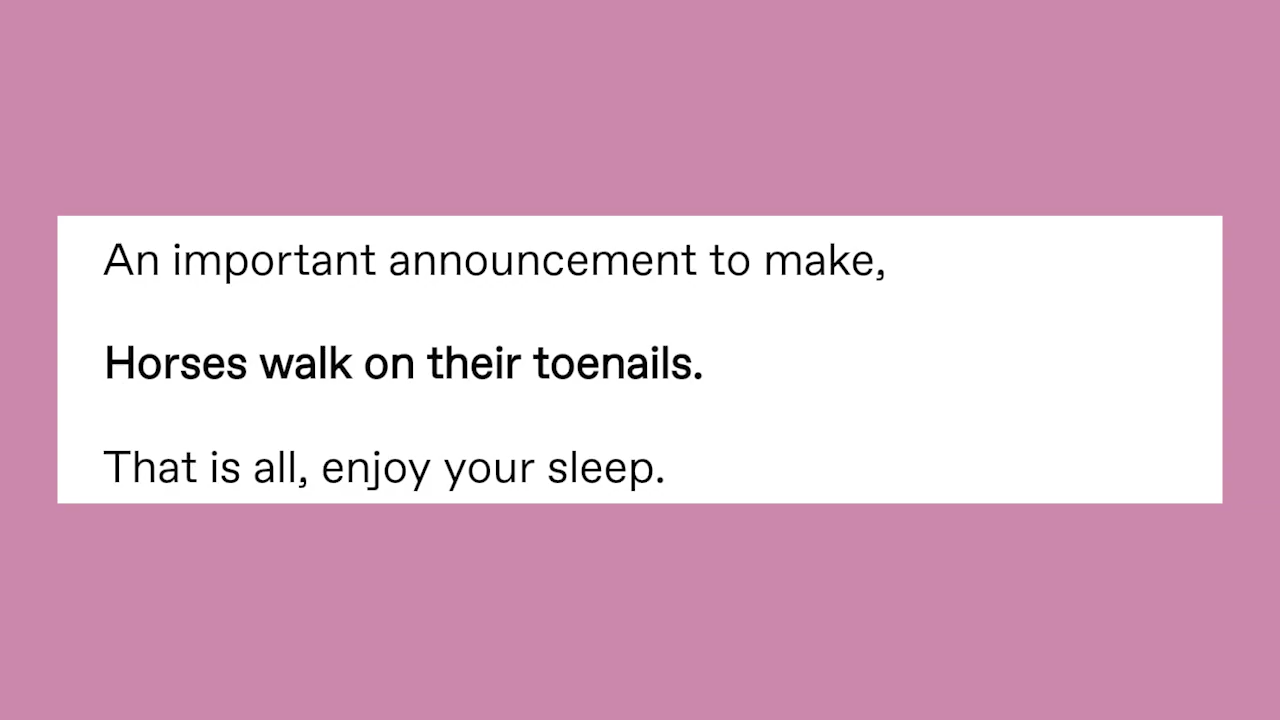 An important announcement to make,
Horses walk on their toenails.
That is all, enjoy your sleep.